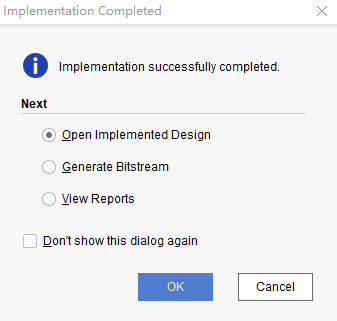 Implementation Completed
Implementation successfully completed.
Next
Open Implemented Design
Generate Bitstream
View Reports
Don't show this dialog again
OK
Cancel